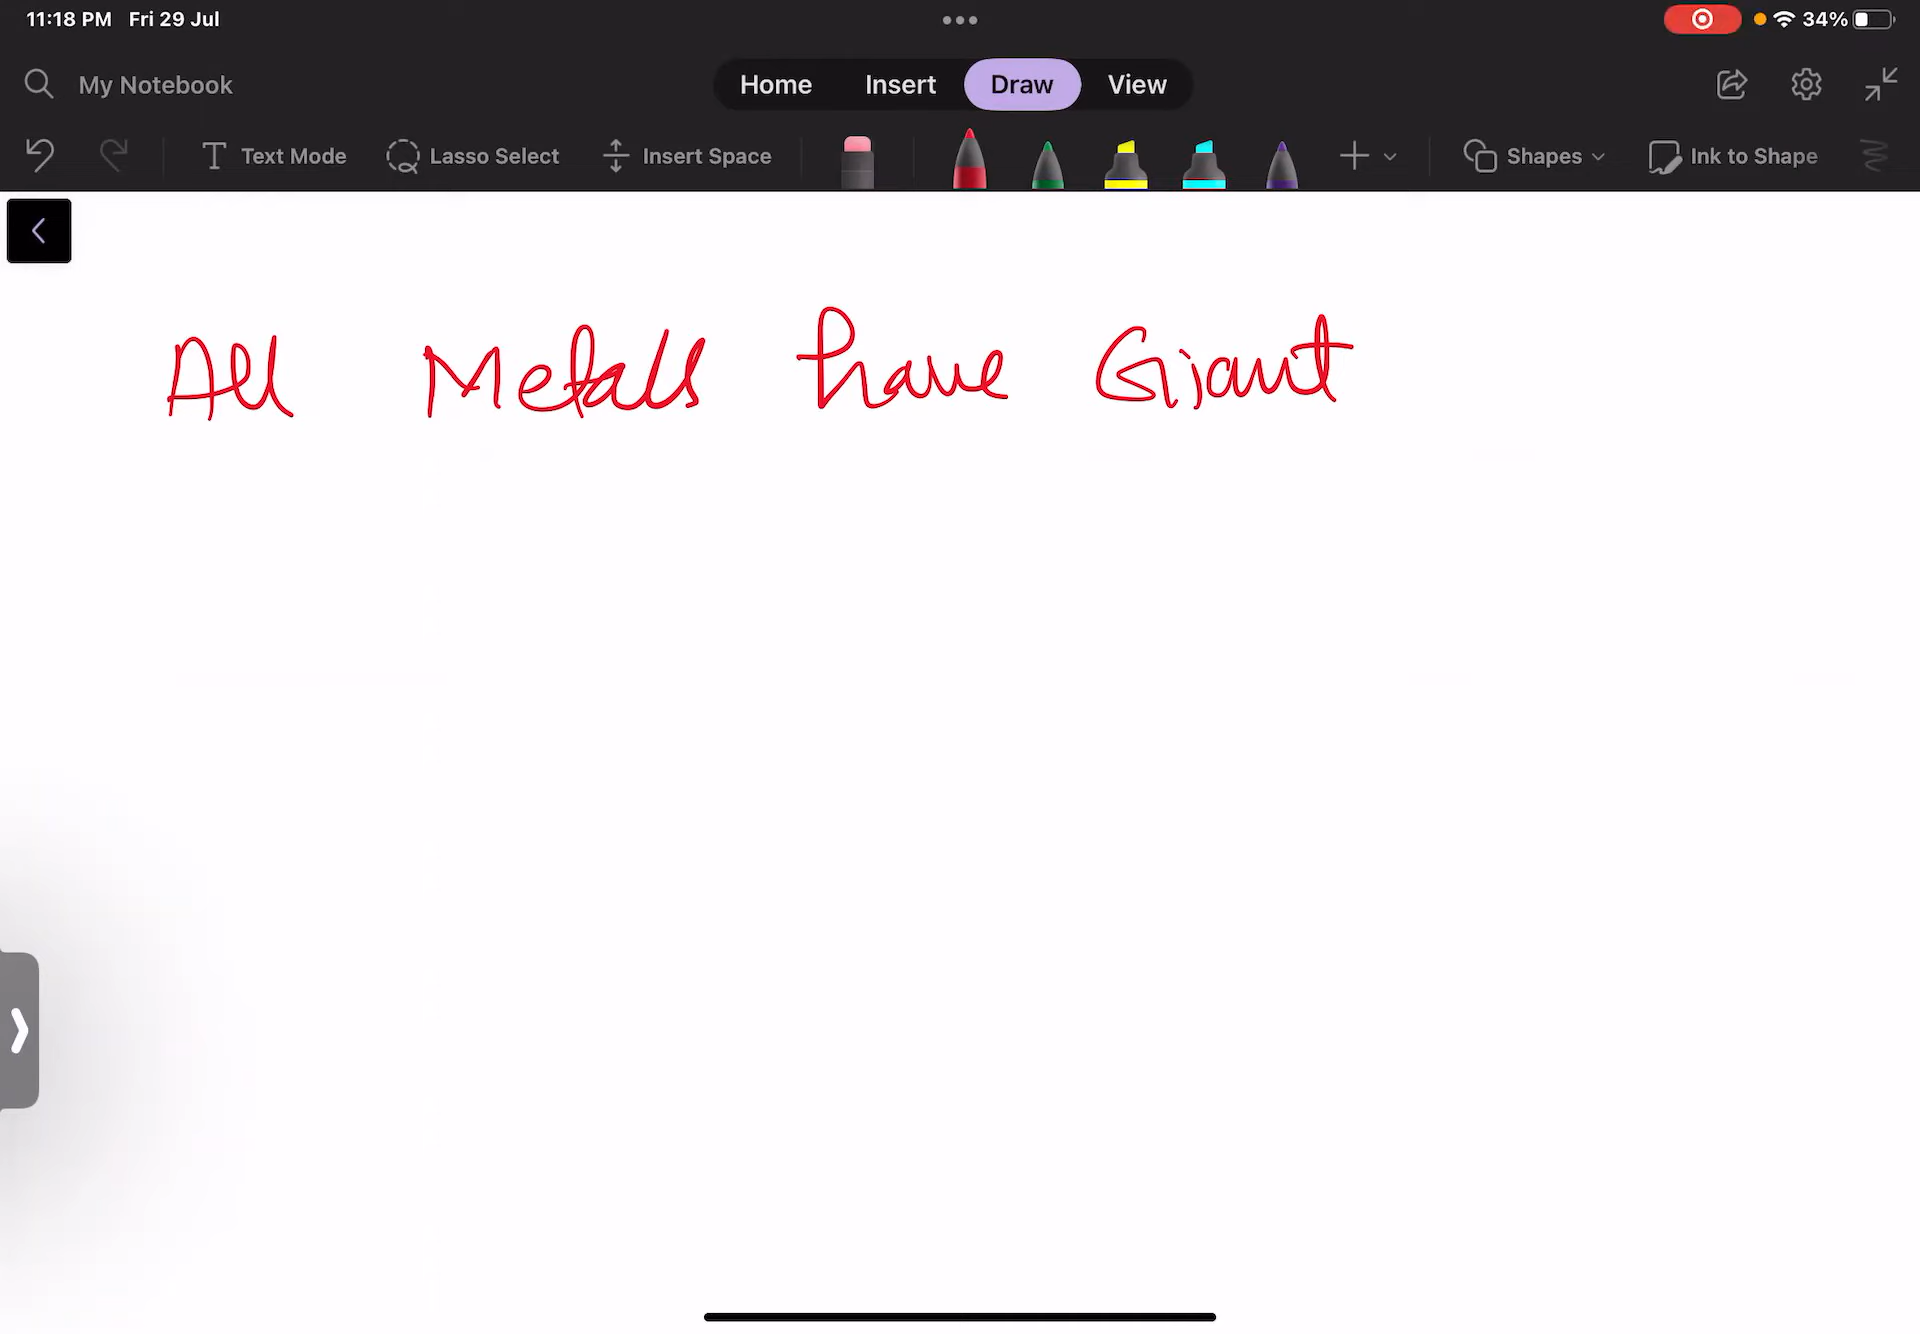 11:18 PM Fri 29 Jul 34%
My Notebook Home Insert Draw View
Text Mode Lasso Select Insert Space Shapes Ink to Shape
All Metals have Giant